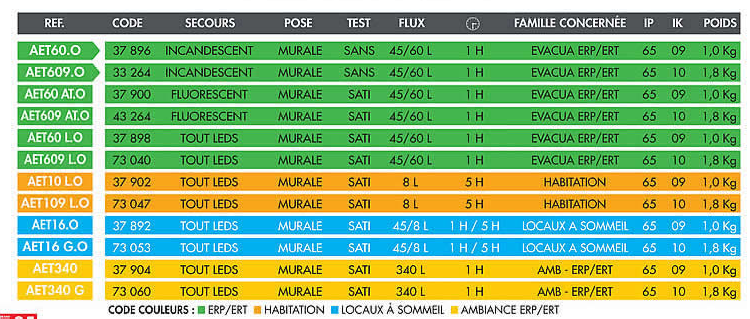 REF. CODE SECOURS POSE TEST FLUX FAMILLE CONCERNÉE IP IK POIDS
AET60.O 37 896 INCANDESCENT MURALE SANS 45/60 L 1 H EVACUA ERP/ERT 65 09 1,0 Kg
AET609.O 33 264 INCANDESCENT MURALE SANS 45/60 L 1 H EVACUA ERP/ERT 65 10 1,8 Kg
AET60 AT.O 37 900 FLUORESCENT MURALE SATI 45/60 L 1 H EVACUA ERP/ERT 65 09 1,0 Kg
AET609 AT.O 43 264 FLUORESCENT MURALE SATI 45/60 L 1 H EVACUA ERP/ERT 65 10 1,8 Kg
AET60 L.O 37 898 TOUT LEDS MURALE SATI 45/60 L 1 H EVACUA ERP/ERT 65 09 1,0 Kg
AET609 L.O 73 040 TOUT LEDS MURALE SATI 45/60 L 1 H EVACUA ERP/ERT 65 10 1,8 Kg
AET10 L.O 37 902 TOUT LEDS MURALE SATI 8 L 5 H HABITATION 65 09 1,0 Kg
AET109 L.O 73 047 TOUT LEDS MURALE SATI 8 L 5 H HABITATION 65 10 1,8 Kg
AET16.O 37 892 TOUT LEDS MURALE SATI 45/8 L 1 H / 5 H LOCAUX A SOMMEIL 65 09 1,0 Kg
AET16 G.O 73 053 TOUT LEDS MURALE SATI 45/8 L 1 H / 5 H LOCAUX A SOMMEIL 65 10 1,8 Kg
AET340 37 904 TOUT LEDS MURALE SATI 340 L 1 H AMB - ERP/ERT 65 09 1,0 Kg
AET340 G 73 060 TOUT LEDS MURALE SATI 340 L 1 H AMB - ERP/ERT 65 10 1,8 Kg
CODE COULEURS : ERP/ERT HABITATION LOCAUX À SOMMEIL AMBIANCE ERP/ERT